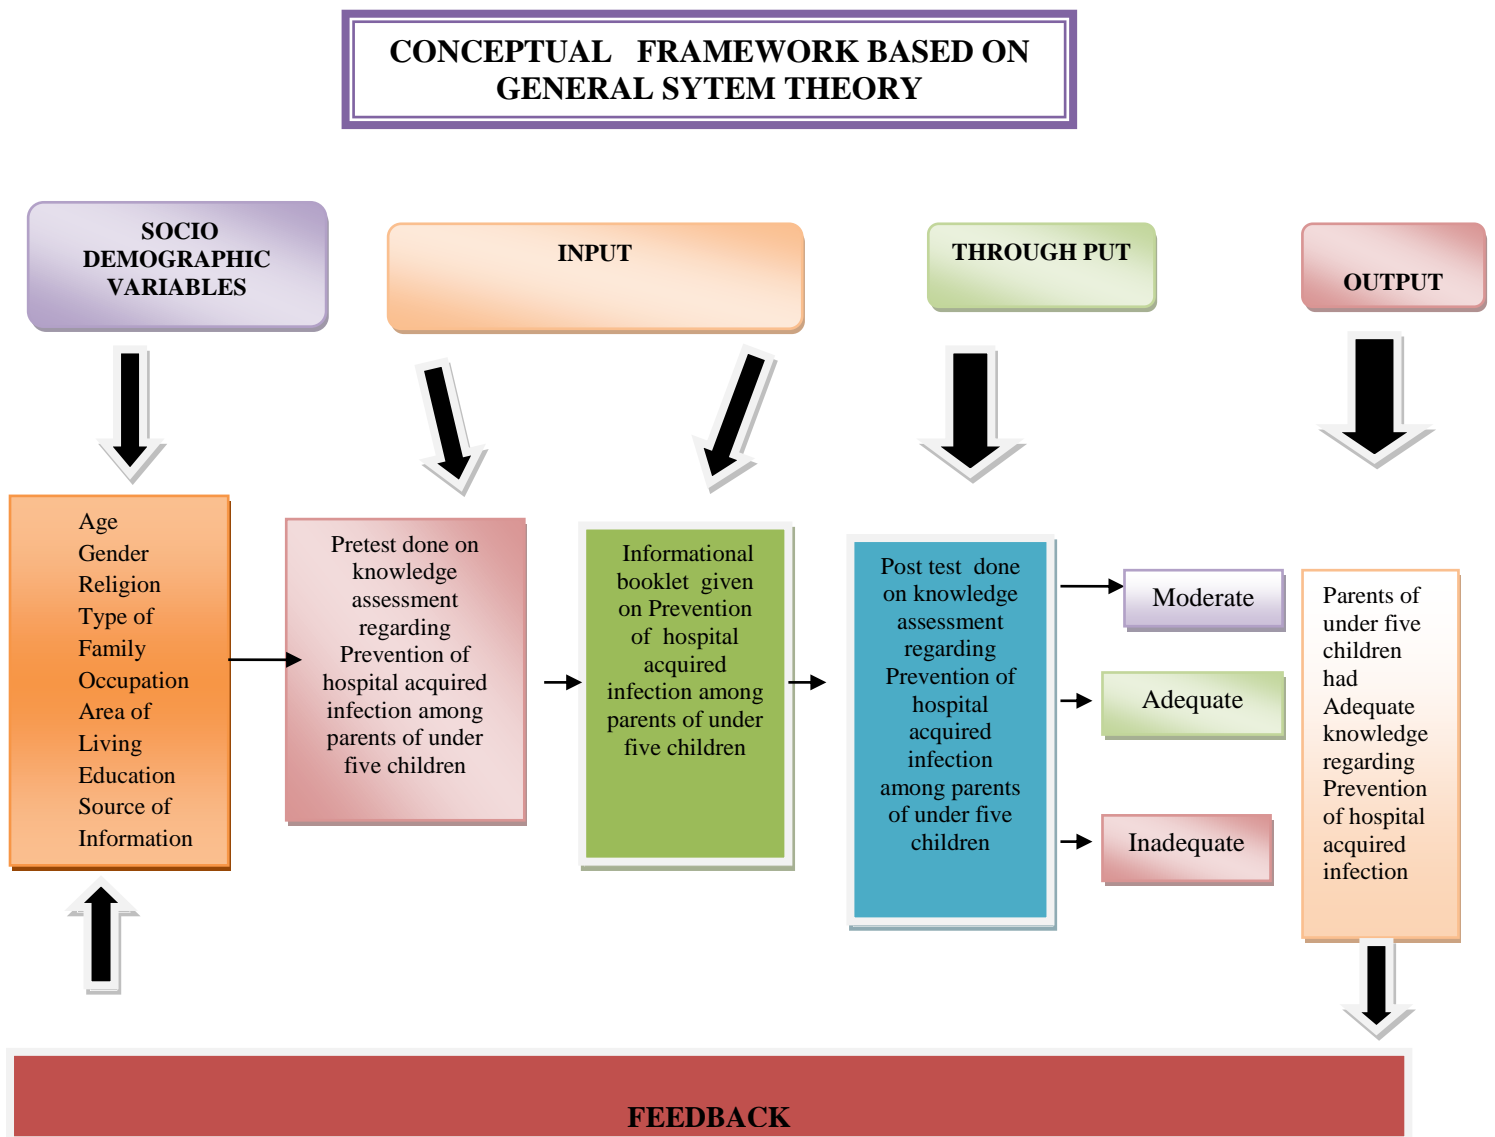 CONCEPTUAL FRAMEWORK BASED ON
GENERAL SYTEM THEORY
SOCIO
DEMOGRAPHIC
VARIABLES
INPUT
THROUGH PUT
OUTPUT
Age
Gender
Religion
Type of
Family
Occupation
Area of
Living
Education
Source of
Information
Pretest done on
knowledge
assessment
regarding
Prevention of
hospital acquired
infection among
parents of under
five children
Informational
booklet given
on Prevention
of hospital
acquired
infection among
parents of under
five children
Post test done
on knowledge
assessment
regarding
Prevention of
hospital
acquired
infection
among parents
of under five
children
Moderate
Adequate
Inadequate
Parents of
under five
children
had
Adequate
knowledge
regarding
Prevention
of hospital
acquired
infection
FEEDBACK